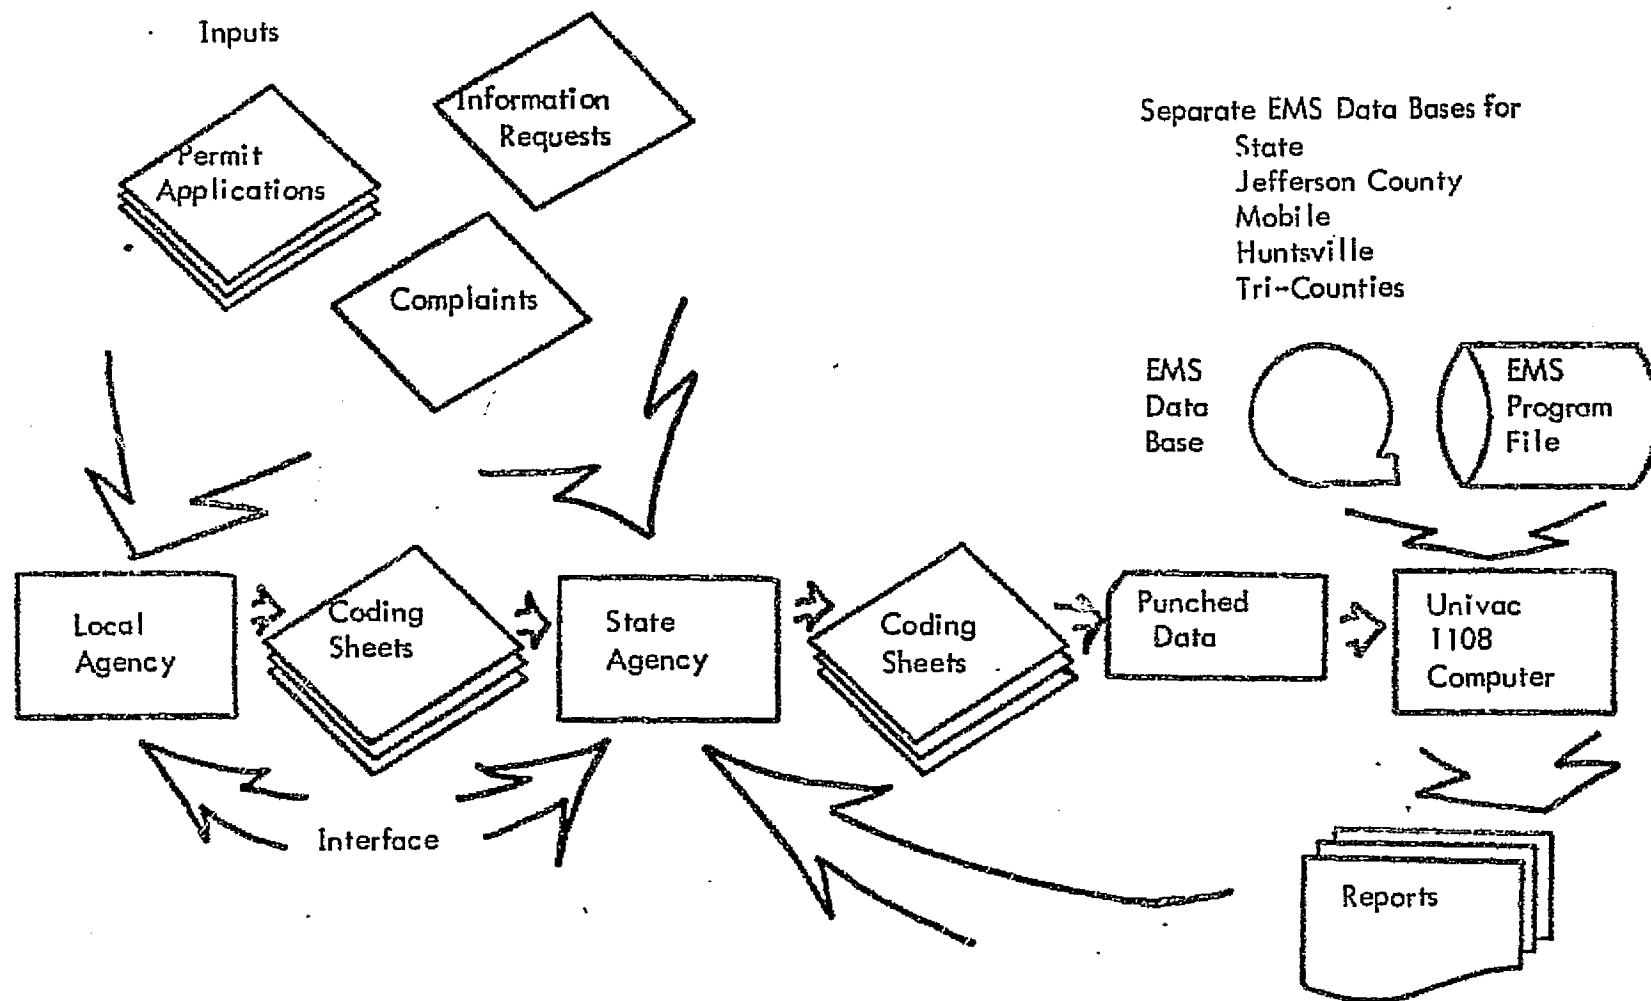 Inputs
Information
Requests
Permit
Applications
Complaints
Separate EMS Data Bases for
State
Jefferson County
Mobile
Huntsville
Tri-Counties
EMS
Data
Base
EMS
Program
File
Local
Agency
Coding
Sheets
State
Agency
Coding
Sheets
Punched
Data
Univac
1108
Computer
Interface
Reports